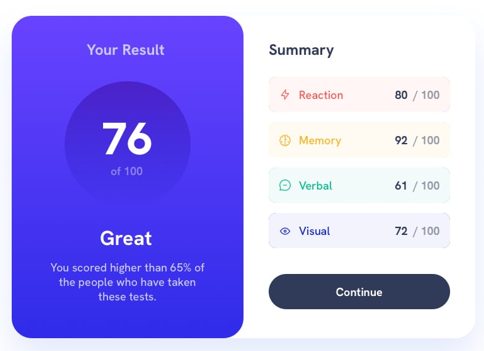 Your Result
76
of 100
Great
You scored higher than 65% of
the people who have taken
these tests.
Summary
Reaction 80 / 100
Memory 92 / 100
Verbal 61 / 100
Visual 72 / 100
Continue